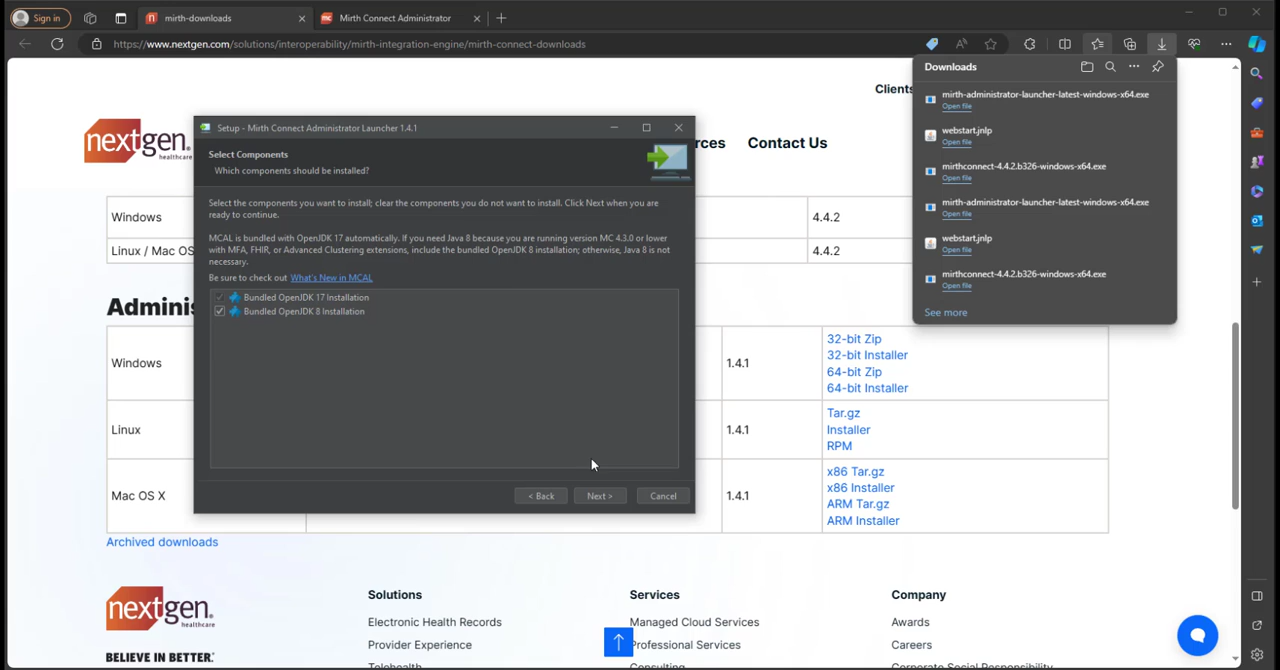 Sign in
mirth-downloads
Mirth Connect Administrator
https://www.nextgen.com/solutions/interoperability/mirth-integration-engine/mirth-connect-downloads
Clients
nextgen
healthcare
rces
Contact Us
Downloads
mirth-administrator-launcher-latest-windows-x64.exe
Open file
webstart.jnlp
Open file
mirthconnect-4.4.2.b326-windows-x64.exe
Open file
mirth-administrator-launcher-latest-windows-x64.exe
Open file
webstart.jnlp
Open file
mirthconnect-4.4.2.b326-windows-x64.exe
Open file
See more
Setup - Mirth Connect Administrator Launcher 1.4.1
Select Components
Which components should be installed?
Select the components you want to install; clear the components you do not want to install. Click Next when you are
ready to continue.
MCAL is bundled with OpenJDK 17 automatically. If you need Java 8 because you are running version MC 4.3.0 or lower
with MFA, FHIR, or Advanced Clustering extensions, include the bundled OpenJDK 8 installation; otherwise, Java 8 is not
necessary.
Be sure to check out What's New in MCAL
Bundled OpenJDK 17 Installation
Bundled OpenJDK 8 Installation
< Back
Next >
Cancel
Windows
4.4.2
Linux / Mac OS
4.4.2
Adminis
Windows
1.4.1
32-bit Zip
32-bit Installer
64-bit Zip
64-bit Installer
Linux
1.4.1
Tar.gz
Installer
RPM
Mac OS X
1.4.1
x86 Tar.gz
x86 Installer
ARM Tar.gz
ARM Installer
Archived downloads
nextgen
healthcare
BELIEVE IN BETTER.
Solutions
Electronic Health Records
Provider Experience
Telehealth
Services
Managed Cloud Services
Professional Services
Consulting
Company
Awards
Careers
Corporate Social Responsibility